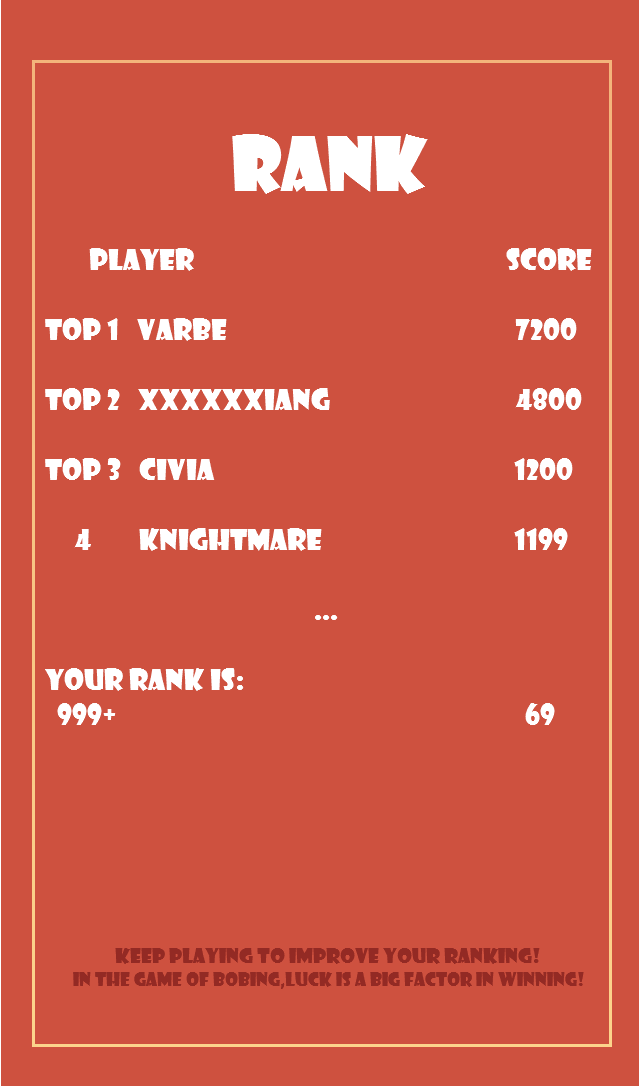 RANK
PLAYER SCORE
TOP 1 VARBE 7200
TOP 2 XXXXXXIANG 4800
TOP 3 CIVIA 1200
4 KNIGHTMARE 1199
...
YOUR RANK IS:
999+ 69
KEEP PLAYING TO IMPROVE YOUR RANKING!
IN THE GAME OF BOBING,LUCK IS A BIG FACTOR IN WINNING!